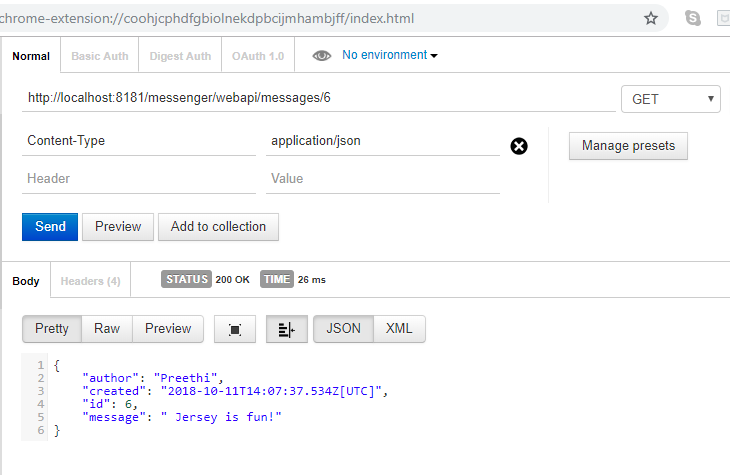 chrome-extension://coohjcphdfgbiolnekdpbcijmhambjff/index.html
Normal Basic Auth Digest Auth OAuth 1.0 No environment
http://localhost:8181/messenger/webapi/messages/6 GET
Content-Type application/json Manage presets
Header Value
Send Preview Add to collection
Body Headers (4) STATUS 200 OK TIME 26 ms
Pretty Raw Preview JSON XML
1 {
2 "author": "Preethi",
3 "created": "2018-10-11T14:07:37.534Z[UTC]",
4 "id": 6,
5 "message": " Jersey is fun!"
6 }